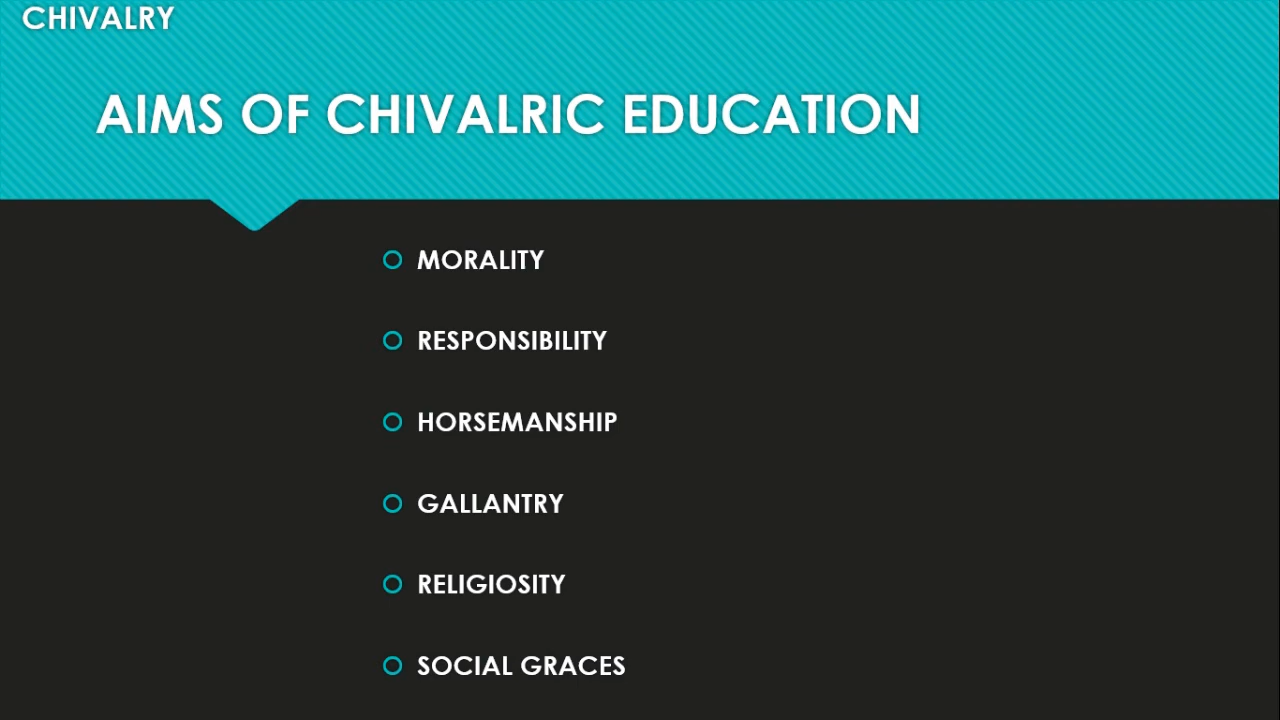 CHIVALRY
AIMS OF CHIVALRIC EDUCATION
MORALITY
RESPONSIBILITY
HORSEMANSHIP
GALLANTRY
RELIGIOSITY
SOCIAL GRACES